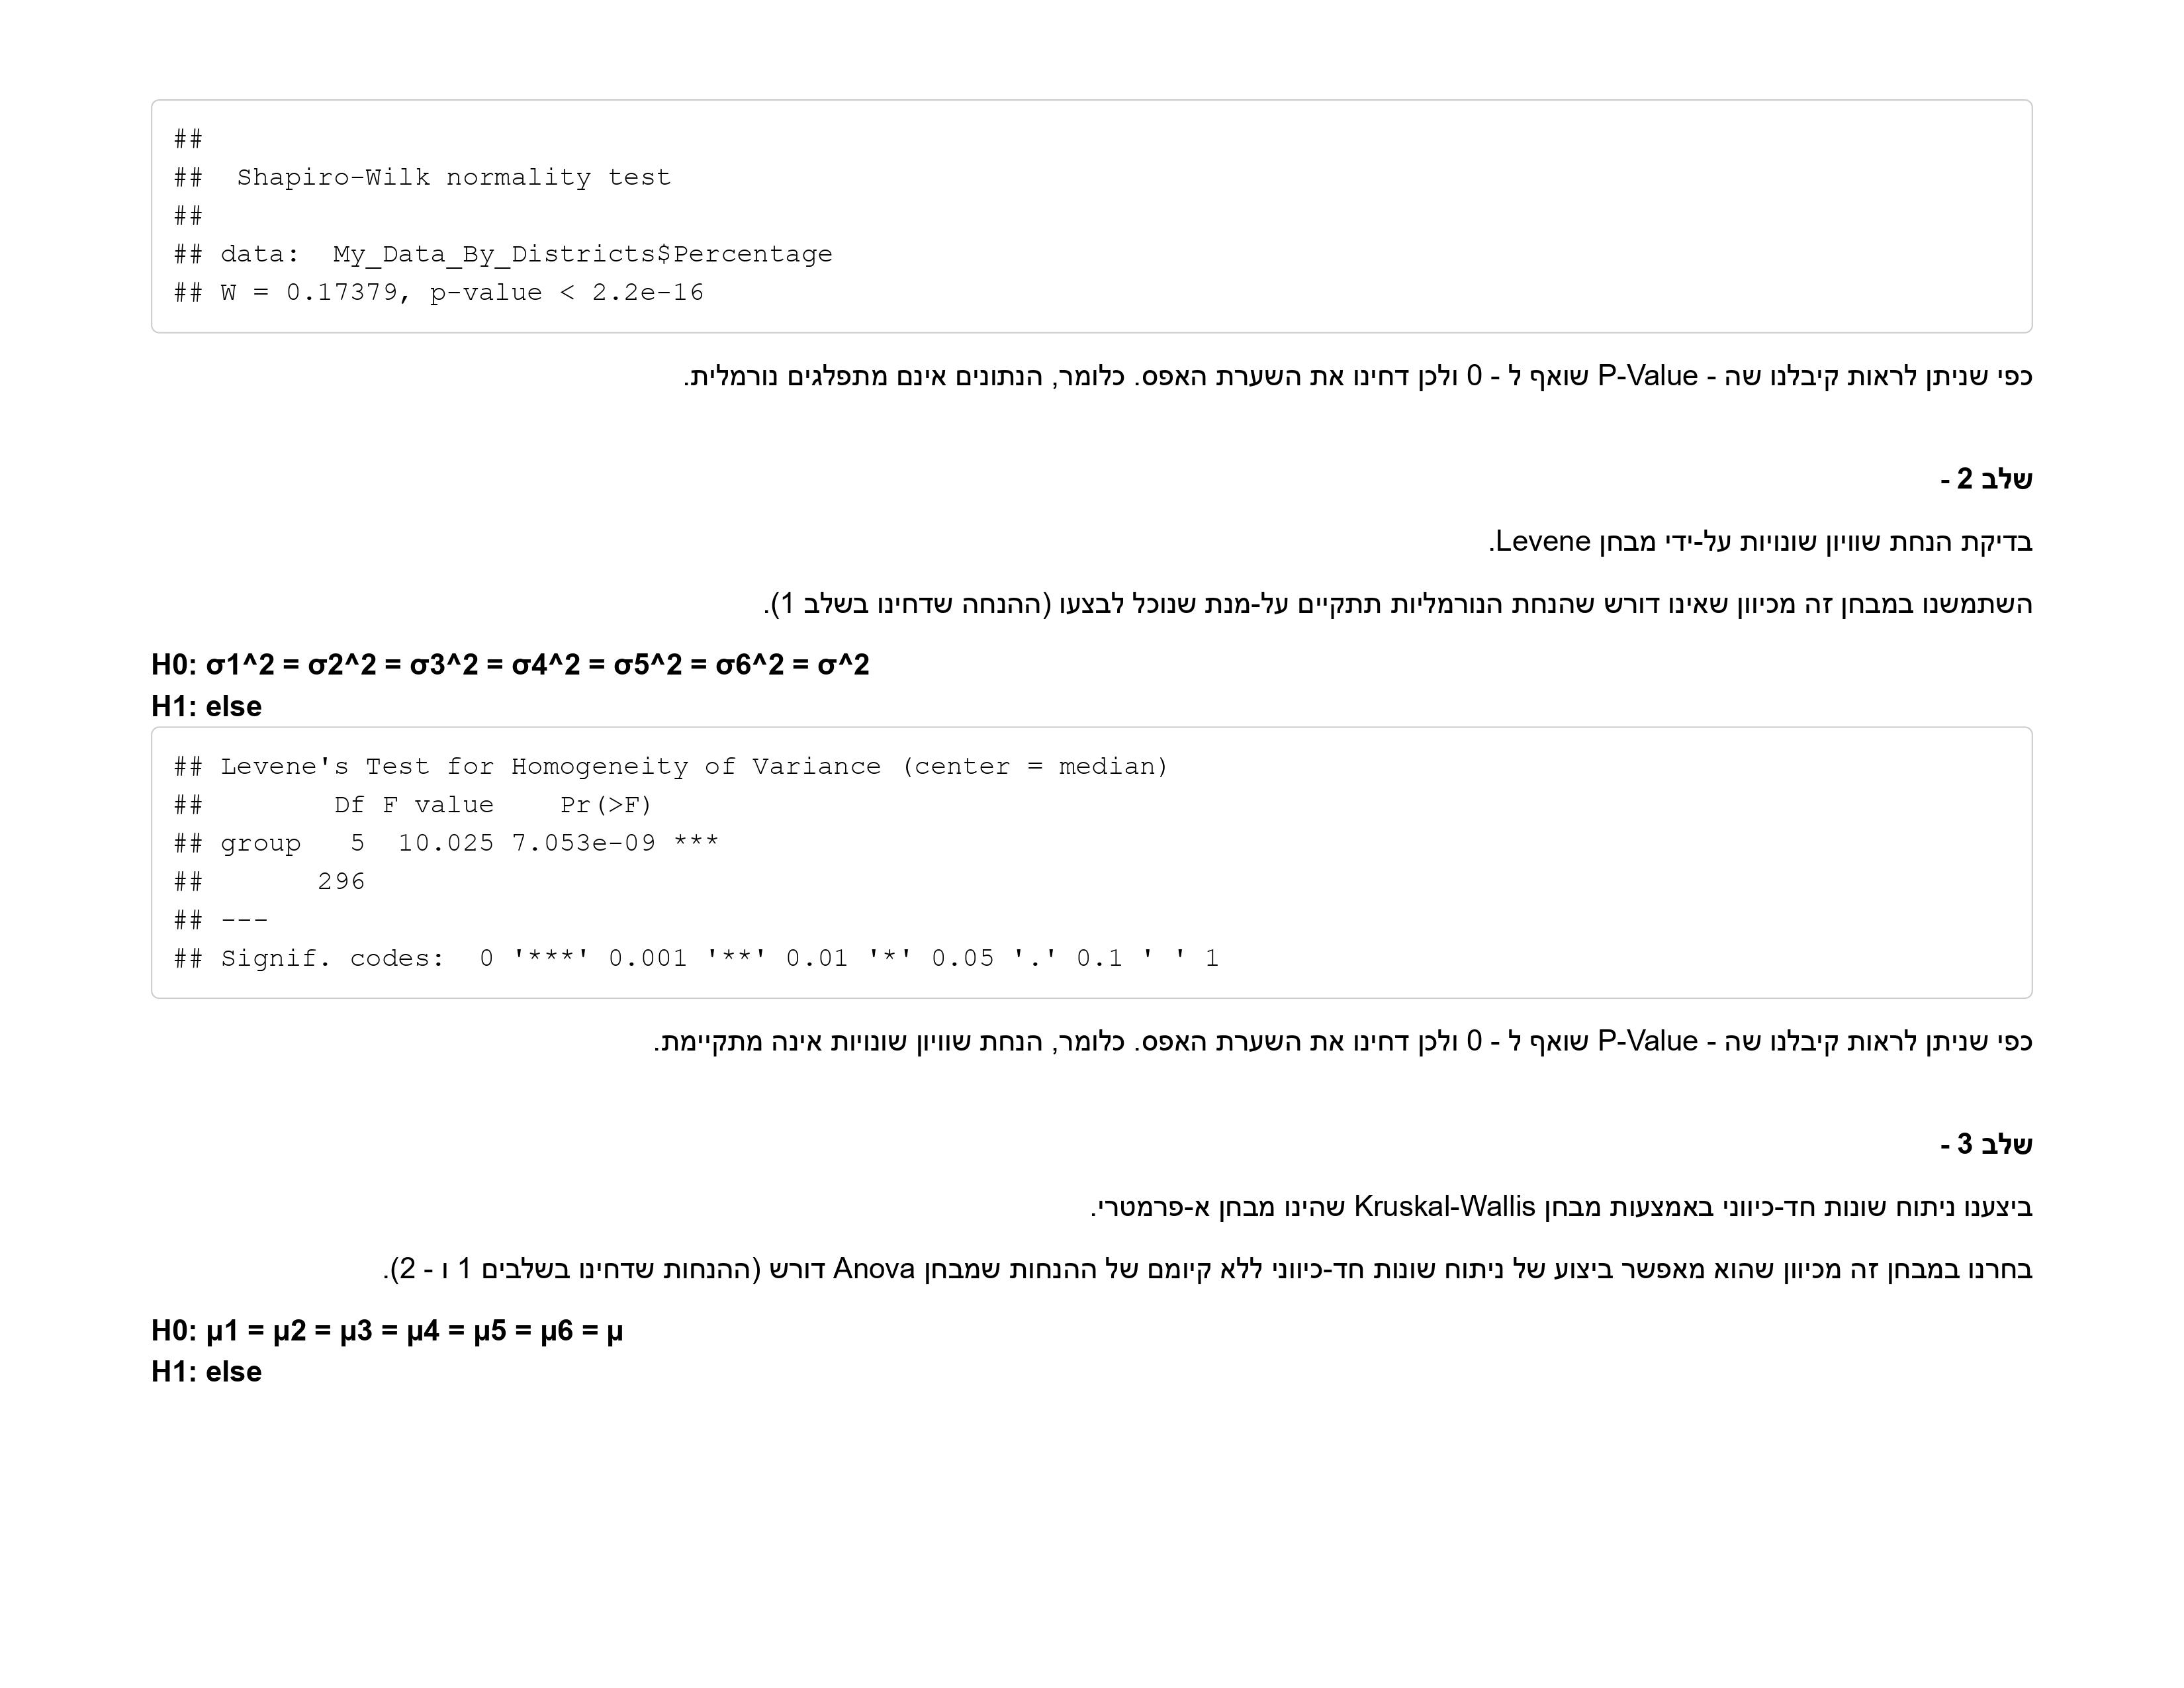 ##
##  Shapiro-Wilk normality test
##
## data:  My_Data_By_Districts$Percentage
## W = 0.17379, p-value < 2.2e-16
כפי שניתן לראות קיבלנו שה - P-Value שואף ל - 0 ולכן דחינו את השערת האפס. כלומר, הנתונים אינם מתפלגים נורמלית.
שלב 2 -
בדיקת הנחת שוויון שונויות על-ידי מבחן Levene.
השתמשנו במבחן זה מכיוון שאינו דורש שהנחת הנורמליות תתקיים על-מנת שנוכל לבצעו (ההנחה שדחינו בשלב 1).
H0: σ1^2 = σ2^2 = σ3^2 = σ4^2 = σ5^2 = σ6^2 = σ^2
H1: else
## Levene's Test for Homogeneity of Variance (center = median)
##        Df F value    Pr(>F)
## group   5  10.025 7.053e-09 ***
##       296
## ---
## Signif. codes:  0 '***' 0.001 '**' 0.01 '*' 0.05 '.' 0.1 ' ' 1
כפי שניתן לראות קיבלנו שה - P-Value שואף ל - 0 ולכן דחינו את השערת האפס. כלומר, הנחת שוויון שונויות אינה מתקיימת.
שלב 3 -
ביצענו ניתוח שונות חד-כיווני באמצעות מבחן Kruskal-Wallis שהינו מבחן א-פרמטרי.
בחרנו במבחן זה מכיוון שהוא מאפשר ביצוע של ניתוח שונות חד-כיווני ללא קיומם של ההנחות שמבחן Anova דורש (ההנחות שדחינו בשלבים 1 ו - 2).
H0: μ1 = μ2 = μ3 = μ4 = μ5 = μ6 = μ
H1: else